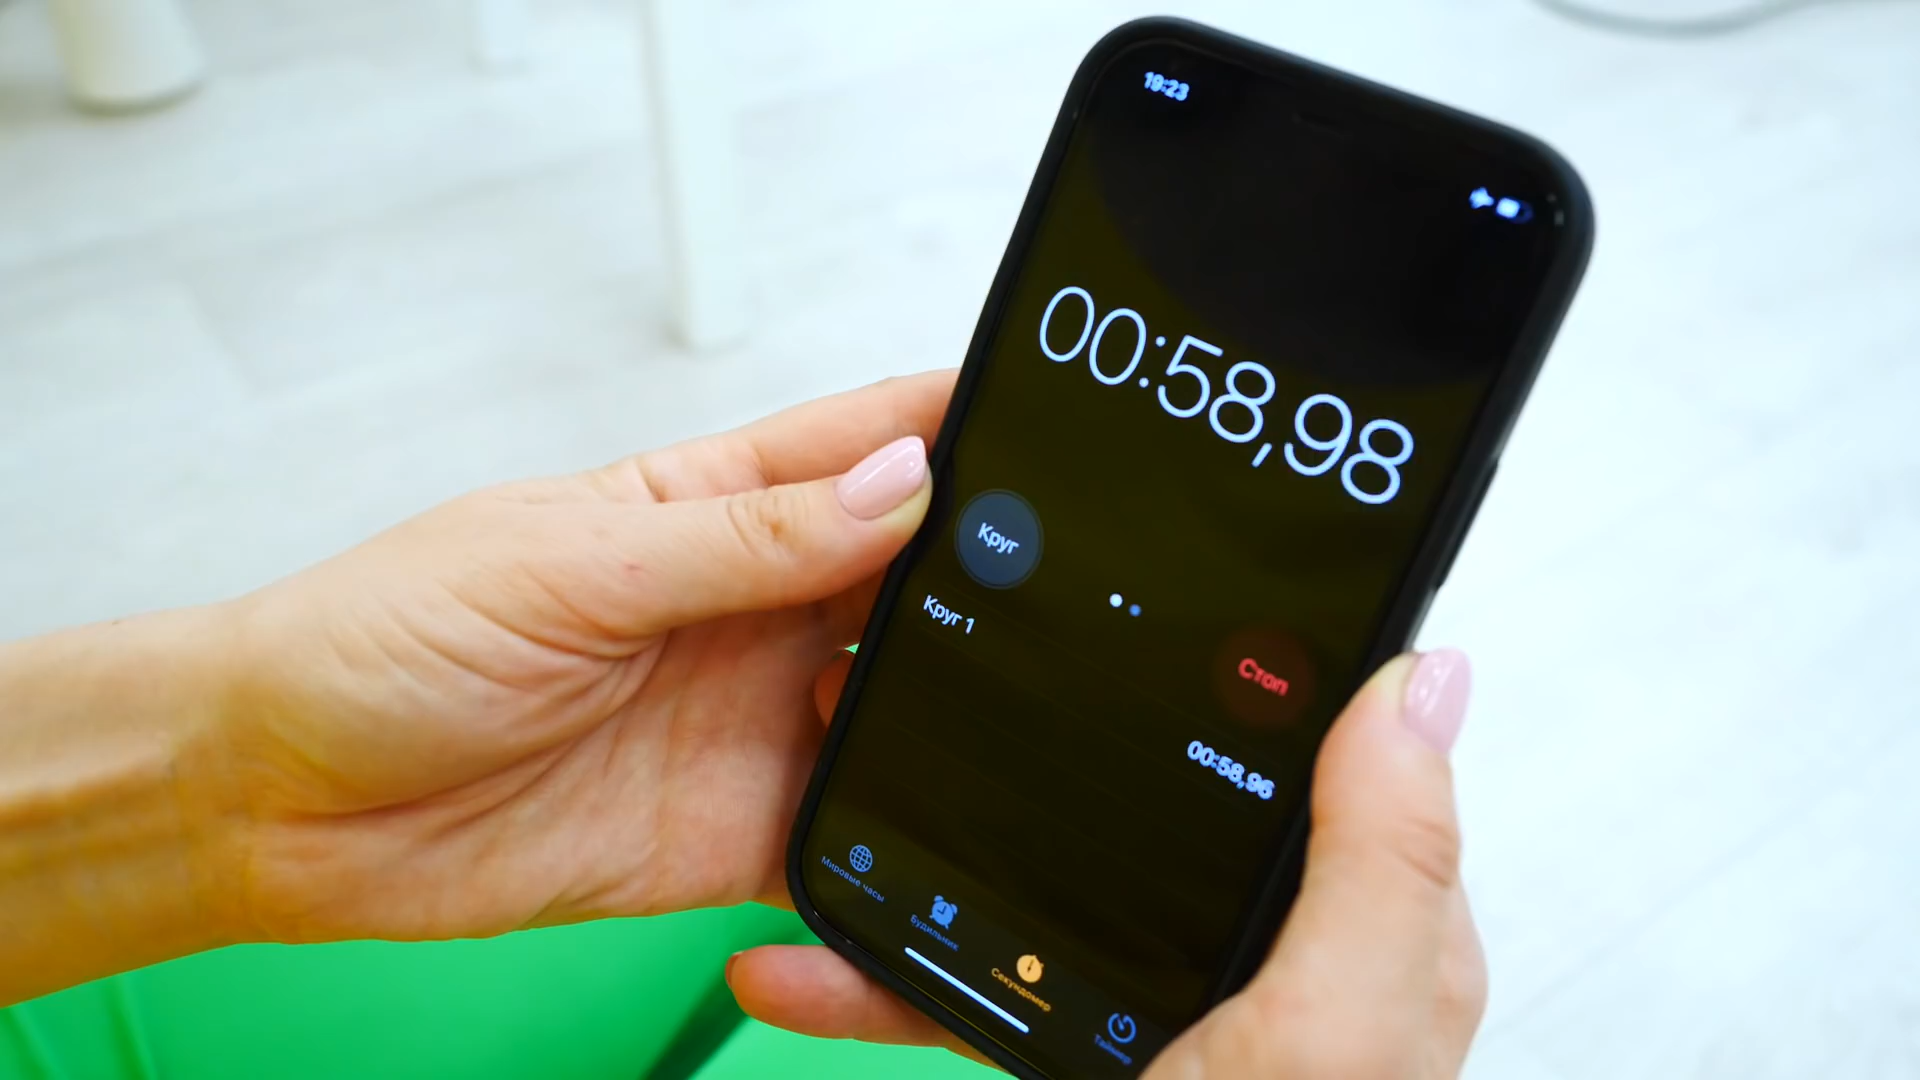 19:23
00:58,98
Круг
Стоп
Круг 1
00:58,96
Мировые часы
Будильник
Секундомер
Таймер